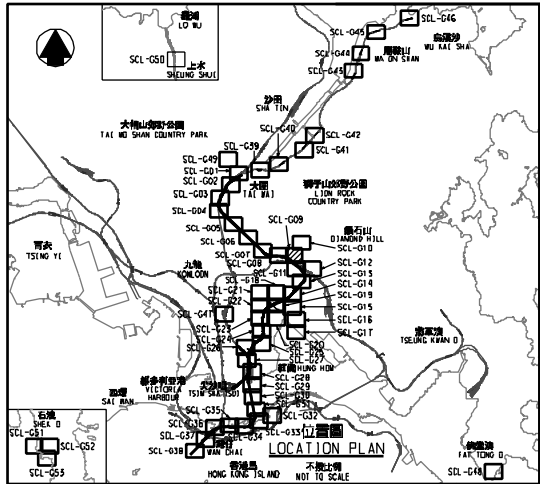 羅湖
LO WU
SCL-G50
上水
SHEUNG SHUI
SCL-G46
SCL-G45
烏溪沙
WU KAI SHA
SCL-G44
馬鞍山
MA ON SHAN
SCL-G43
沙田
SHA TIN
大帽山郊野公園
TAI MO SHAN COUNTRY PARK
SCL-G40
SCL-G39
SCL-G42
SCL-G41
SCL-G49
SCL-G01
SCL-G02
大圍
TAI WAI
獅子山郊野公園
LION ROCK
COUNTRY PARK
SCL-G03
SCL-G04
SCL-G05
SCL-G06
SCL-G07
SCL-G08
SCL-G09
鑽石山
DIAMOND HILL
SCL-G10
SCL-G11
SCL-G12
SCL-G13
SCL-G14
SCL-G18
SCL-G19
SCL-G15
SCL-G16
SCL-G17
青衣
TSING YI
九龍
KOWLOON
SCL-G21
SCL-G22
SCL-G47
SCL-G23
SCL-G24
SCL-G26
SCL-G20
SCL-G25
SCL-G27
將軍澳
TSEUNG KWAN O
紅磡
HUNG HOM
SCL-G28
SCL-G29
SCL-G30
維多利亞港
VICTORIA
HARBOUR
尖沙咀
TSIM SHA TSUI
西環
SAI WAN
SCL-G35
SCL-G32
SCL-G36
SCL-G37
SCL-G34
SCL-G33
SCL-G38
灣仔
WAN CHAI
香港島
HONG KONG ISLAND
位置圖
LOCATION PLAN
不按比例
NOT TO SCALE
石澳
SHEK O
SCL-G51
SCL-G52
SCL-G53
FAT TONG O
SCL-G48